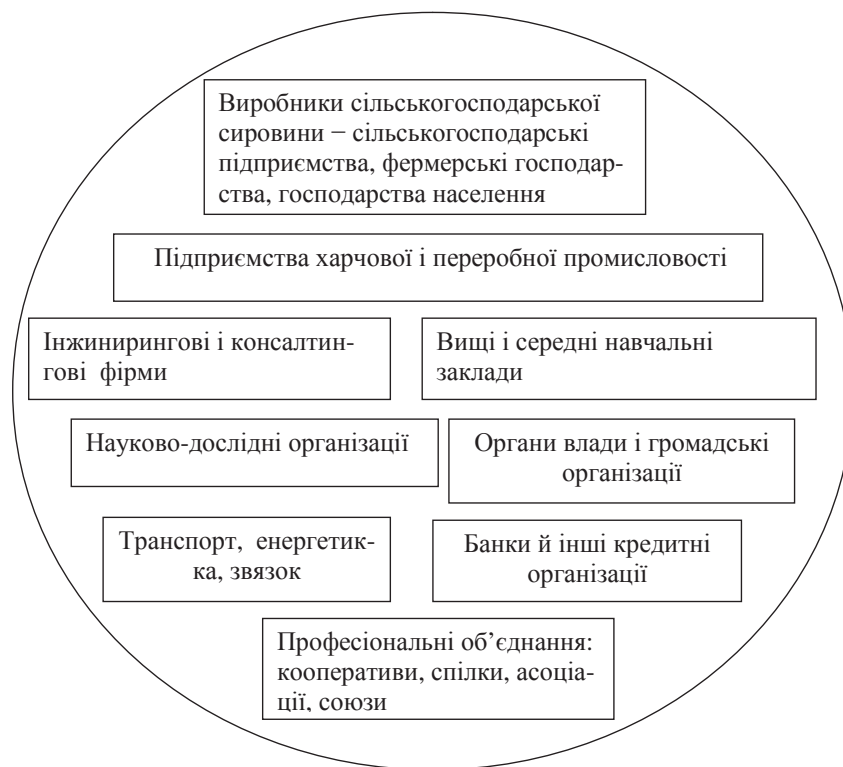 Виробники сільськогосподарської
сировини − сільськогосподарські
підприємства, фермерські господар-
ства, господарства населення
Підприємства харчової і переробної промисловості
Інжинирингові і консалтин-
гові фірми
Вищі і середні навчальні
заклади
Науково-дослідні організації
Органи влади і громадські
організації
Транспорт, енергетик-
ка, звязок
Банки й інші кредитні
організації
Професіональні об’єднання:
кооперативи, спілки, асоціа-
ції, союзи